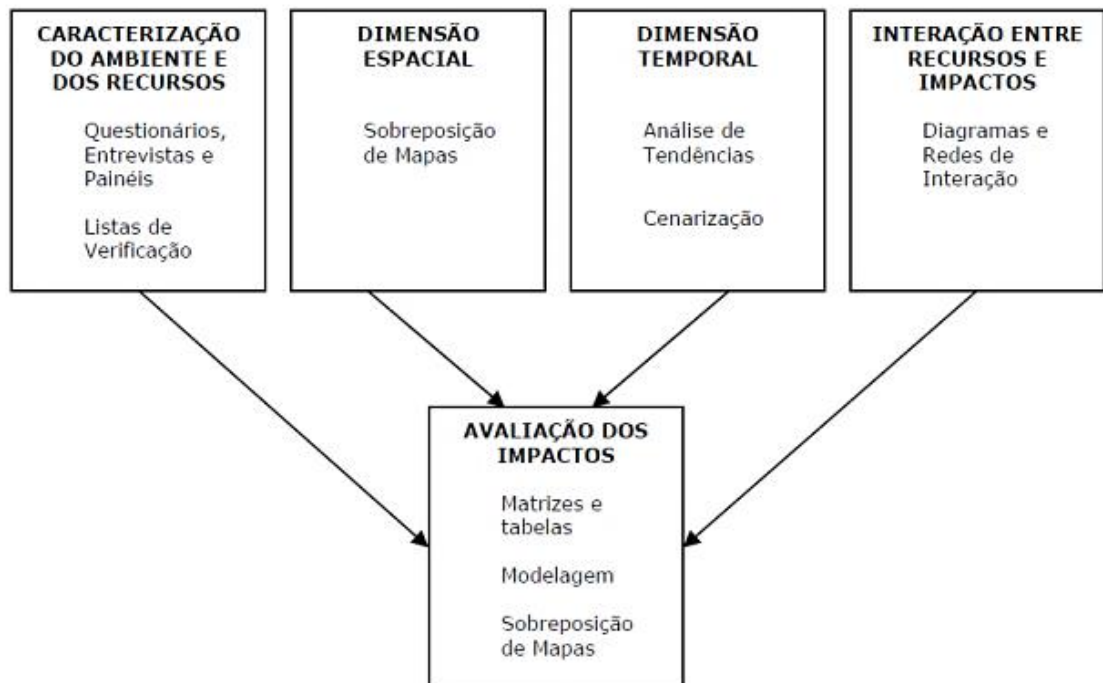 CARACTERIZAÇÃO
DO AMBIENTE E
DOS RECURSOS
Questionários,
Entrevistas e
Painéis
Listas de
Verificação
DIMENSÃO
ESPACIAL
Sobreposição
de Mapas
DIMENSÃO
TEMPORAL
Análise de
Tendências
Cenarização
INTERAÇÃO ENTRE
RECURSOS E
IMPACTOS
Diagramas e
Redes de
Interação
AVALIAÇÃO DOS
IMPACTOS
Matrizes e
tabelas
Modelagem
Sobreposição
de Mapas